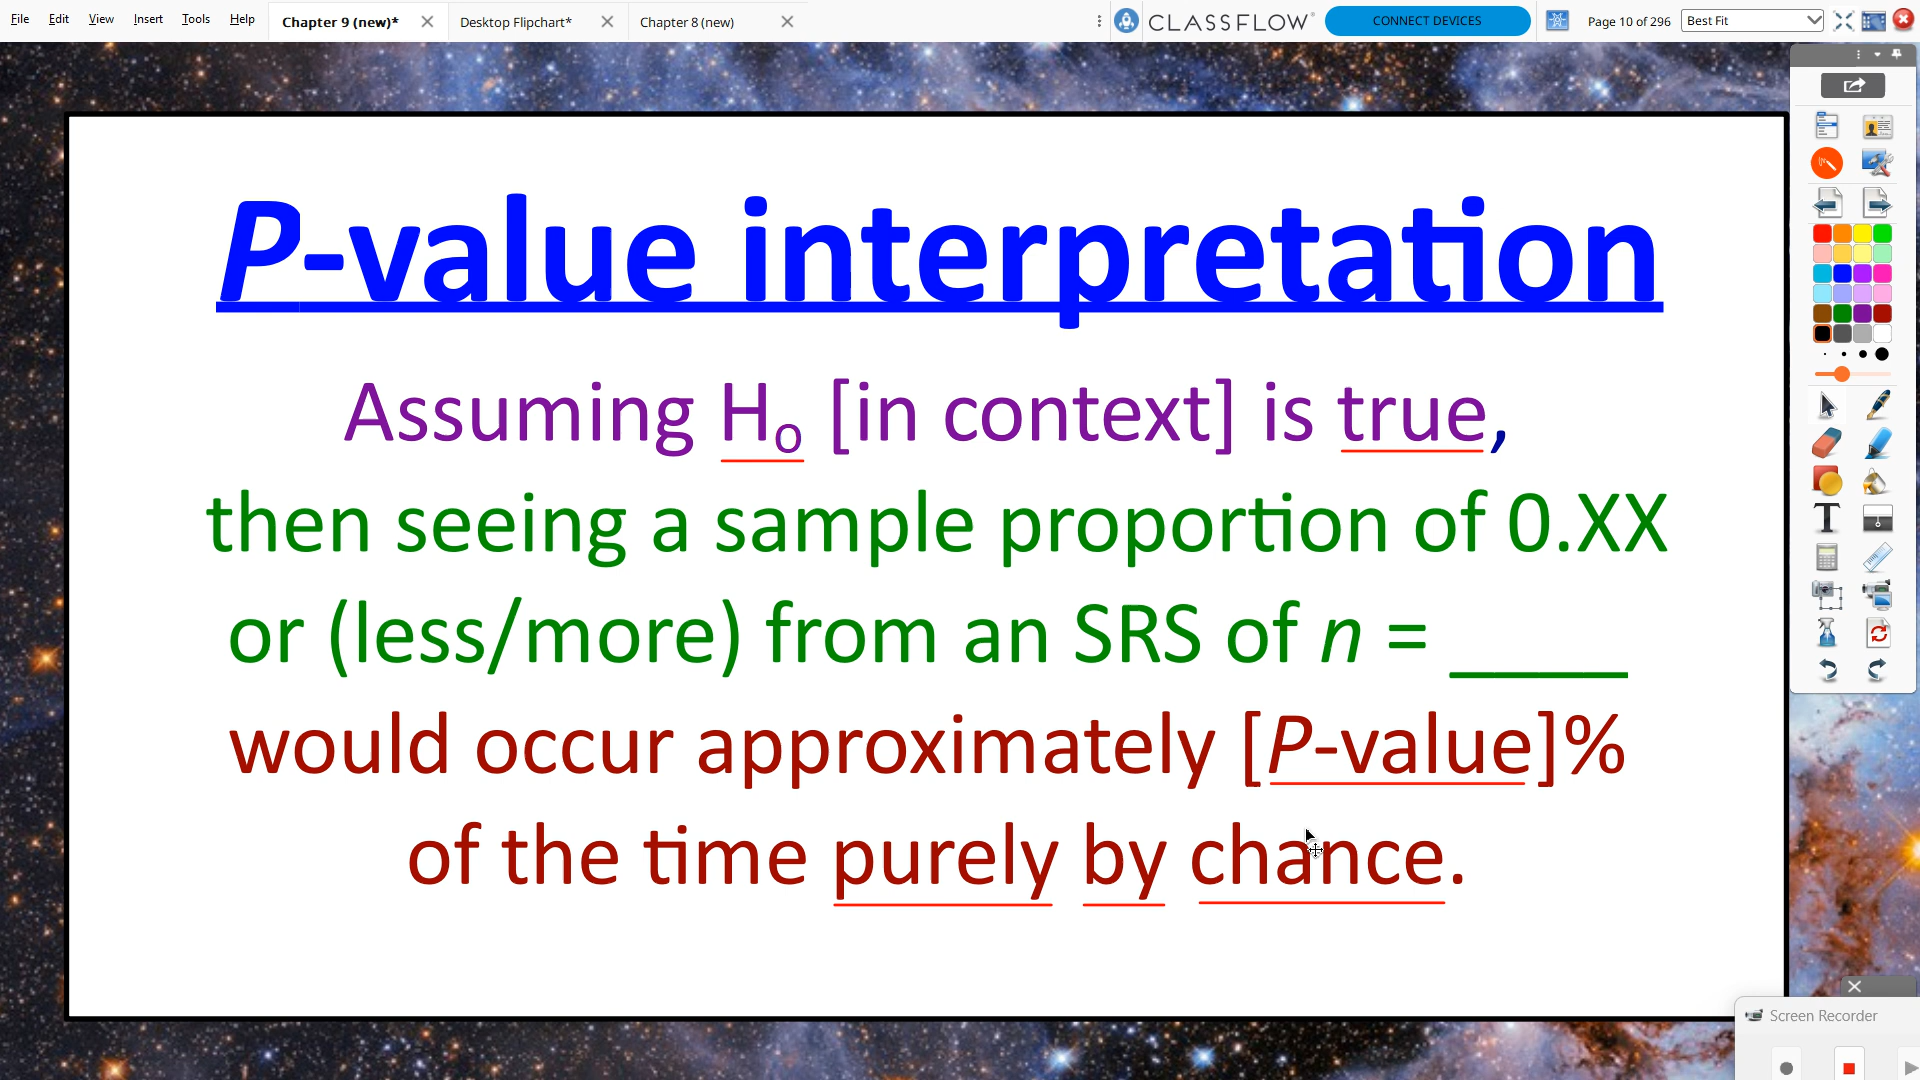 File Edit View Insert Tools Help Chapter 9 (new)* Desktop Flipchart* Chapter 8 (new) CLASSFLOW CONNECT DEVICES Page 10 of 296 Best Fit
P-value interpretation
Assuming Ho [in context] is true,
then seeing a sample proportion of 0.XX
or (less/more) from an SRS of n = _____
would occur approximately [P-value]%
of the time purely by chance.
T
Screen Recorder